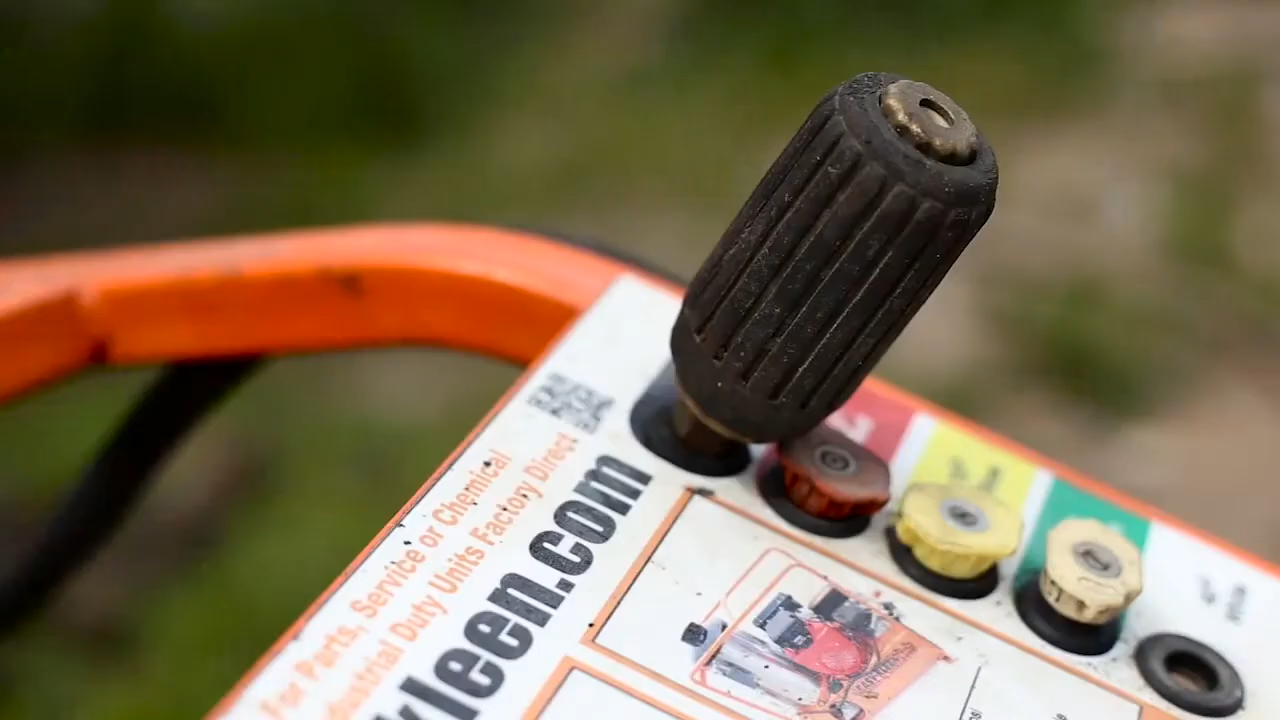 For Parts, Service or Chemical
Industrial Duty Units Factory Direct
kleen.com